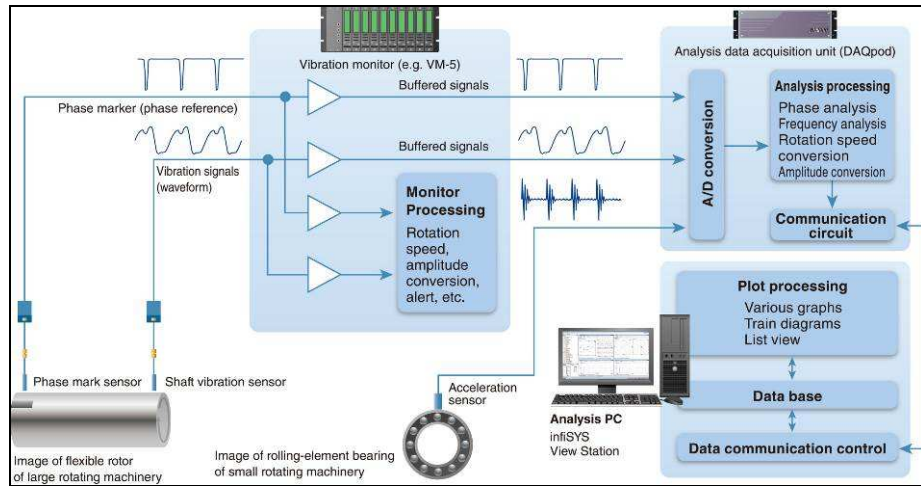 Vibration monitor (e.g. VM-5)
Analysis data acquisition unit (DAQpod)
Phase marker (phase reference)
Buffered signals
Vibration signals
(waveform)
Buffered signals
Monitor
Processing
Rotation
speed,
amplitude
conversion,
alert, etc.
A/D conversion
Analysis processing
Phase analysis
Frequency analysis
Rotation speed
conversion
Amplitude conversion
Communication
circuit
Plot processing
Various graphs
Train diagrams
List view
Data base
Data communication control
Phase mark sensor
Shaft vibration sensor
Image of flexible rotor
of large rotating machinery
Acceleration
sensor
Image of rolling-element bearing
of small rotating machinery
Analysis PC
infiSYS
View Station